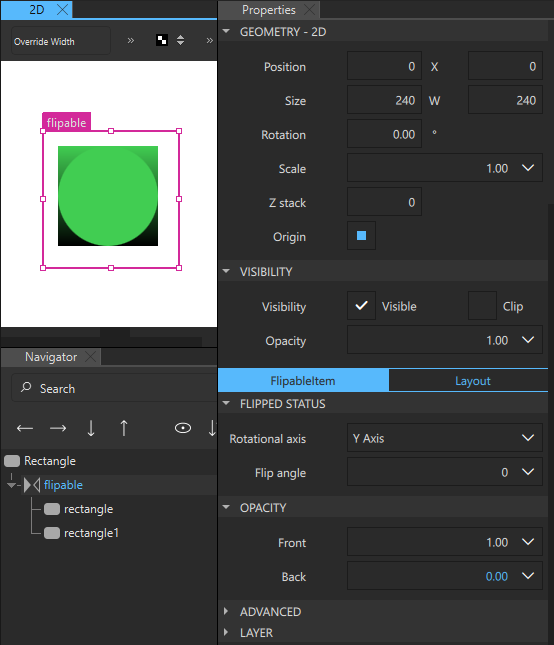 2D
Override Width
flipable
Navigator
Search
Rectangle
flipable
rectangle
rectangle1
Properties
GEOMETRY - 2D
Position 0 X 0
Size 240 W 240
Rotation 0.00 °
Scale 1.00
Z stack 0
Origin
VISIBILITY
Visibility Visible Clip
Opacity 1.00
FlipableItem Layout
FLIPPED STATUS
Rotational axis Y Axis
Flip angle 0
OPACITY
Front 1.00
Back 0.00
ADVANCED
LAYER